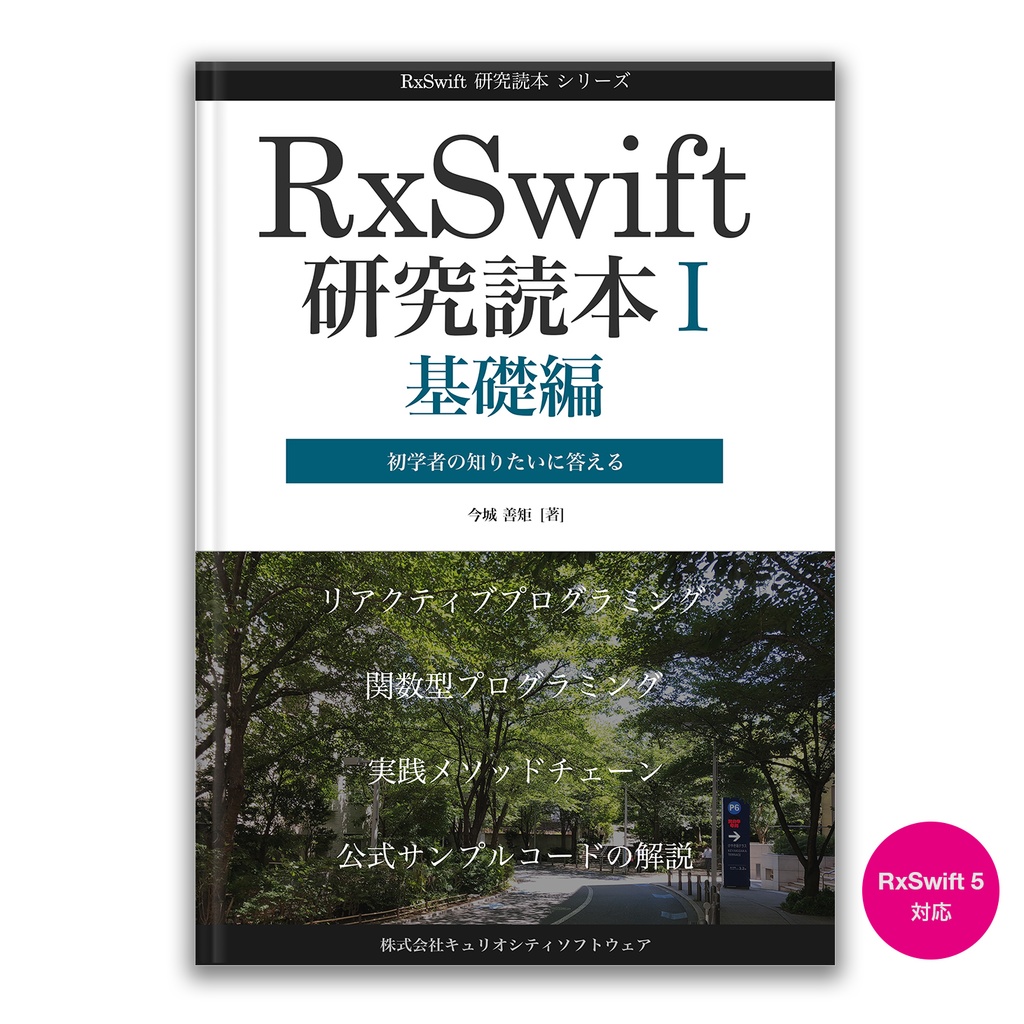 RxSwift 研究読本 シリーズ
RxSwift
研究読本 I
基礎編
初学者の知りたいに答える
今城 善矩 [著]
リアクティブプログラミング
関数型プログラミング
実践メソッドチェーン
公式サンプルコードの解説
P6
株式会社キュリオシティソフトウェア
RxSwift 5
対応